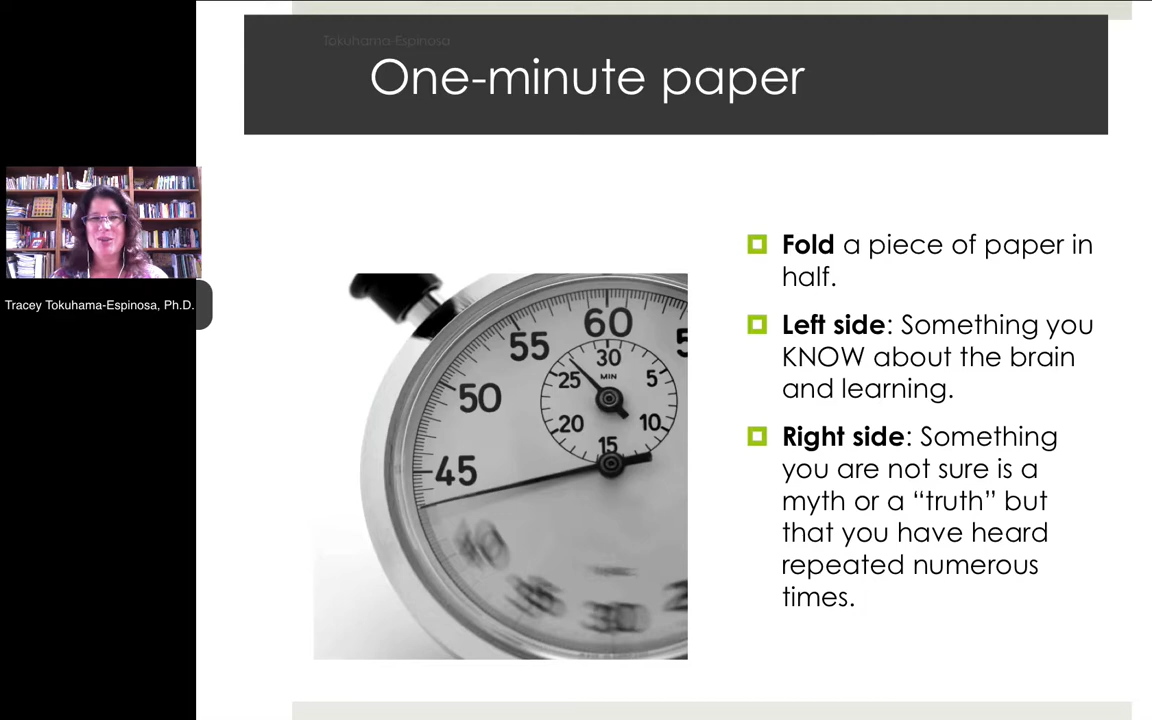 Tokuhama-Espinosa
One-minute paper
Tracey Tokuhama-Espinosa, Ph.D.
Fold a piece of paper in
half.
Left side: Something you
KNOW about the brain
and learning.
Right side: Something
you are not sure is a
myth or a “truth” but
that you have heard
repeated numerous
times.
60
55
50
45
30
MIN
25
5
20
10
15